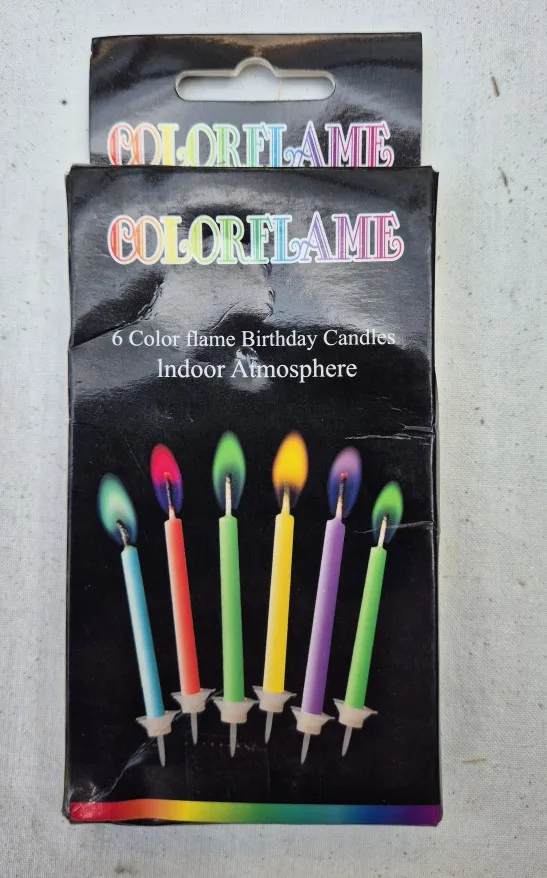 COLORFLAME
COLORFLAME
6 Color flame Birthday Candles
Indoor Atmosphere